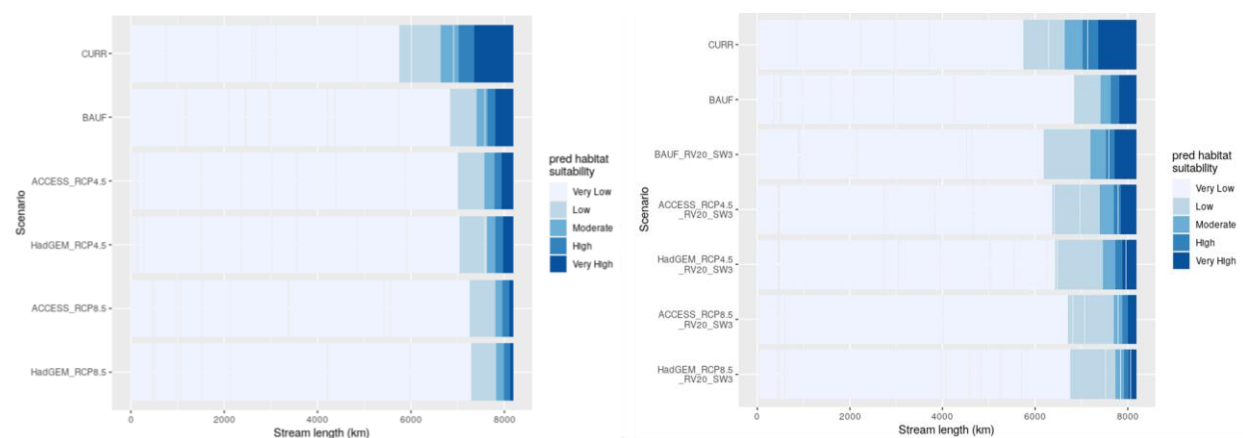 CURR
BAUF
ACCESS_RCP4.5
HadGEM_RCP4.5
ACCESS_RCP8.5
HadGEM_RCP8.5
Scenario
0 2000 4000 6000 8000
Stream length (km)
pred habitat
suitability
Very Low
Low
Moderate
High
Very High
CURR
BAUF
BAUF_RV20_SW3
ACCESS_RCP4.5
_RV20_SW3
HadGEM_RCP4.5
_RV20_SW3
ACCESS_RCP8.5
_RV20_SW3
HadGEM_RCP8.5
_RV20_SW3
Scenario
0 2000 4000 6000 8000
Stream length (km)
pred habitat
suitability
Very Low
Low
Moderate
High
Very High